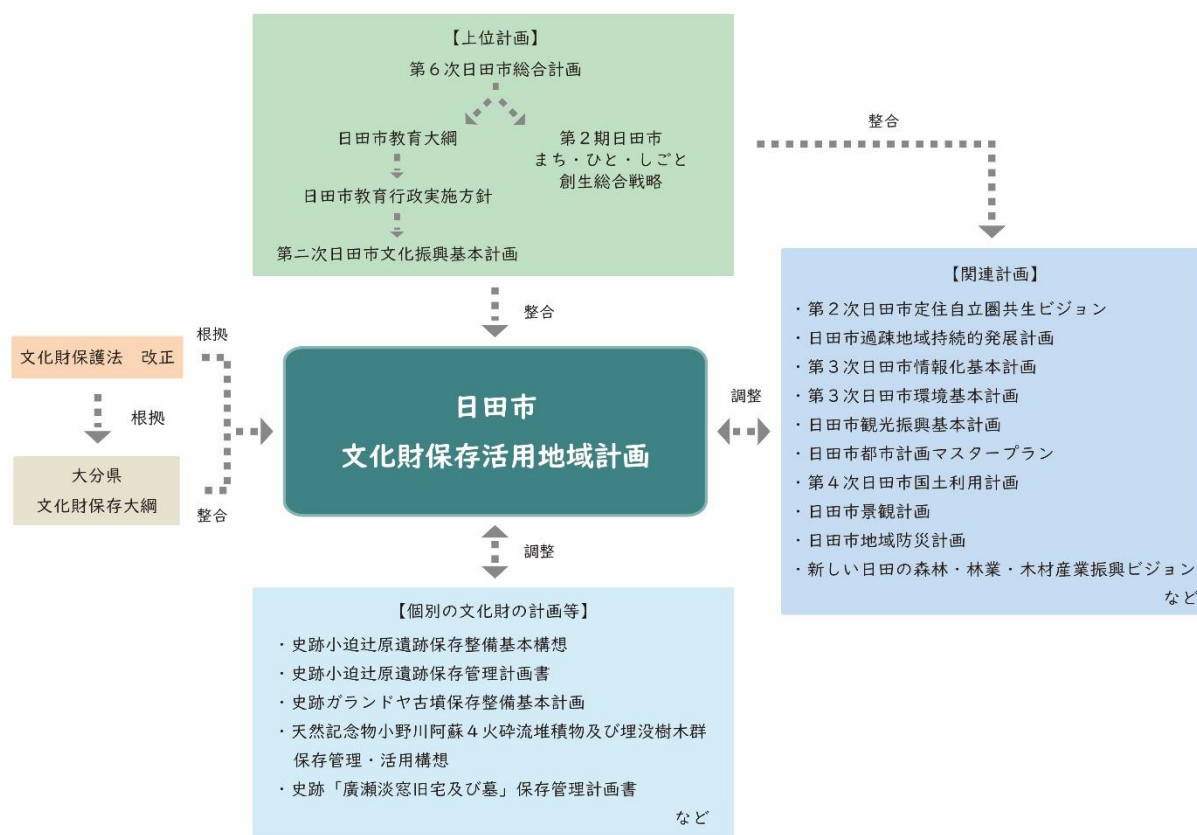 【上位計画】
第6次日田市総合計画
日田市教育大綱
第2期日田市
まち・ひと・しごと
創生総合戦略
日田市教育行政実施方針
第二次日田市文化振興基本計画
整合
整合
【関連計画】
・第2次日田市定住自立圏共生ビジョン
・日田市過疎地域持続的発展計画
・第3次日田市情報化基本計画
・第3次日田市環境基本計画
・日田市観光振興基本計画
・日田市都市計画マスタープラン
・第4次日田市国土利用計画
・日田市景観計画
・日田市地域防災計画
・新しい日田の森林・林業・木材産業振興ビジョン
など
文化財保護法 改正
根拠
根拠
大分県
文化財保存大綱
整合
日田市
文化財保存活用地域計画
調整
調整
【個別の文化財の計画等】
・史跡小迫辻原遺跡保存整備基本構想
・史跡小迫辻原遺跡保存管理計画書
・史跡ガランドヤ古墳保存整備基本計画
・天然記念物小野川阿蘇4火砕流堆積物及び埋没樹木群
保存管理・活用構想
・史跡「廣瀬淡窓旧宅及び墓」保存管理計画書
など